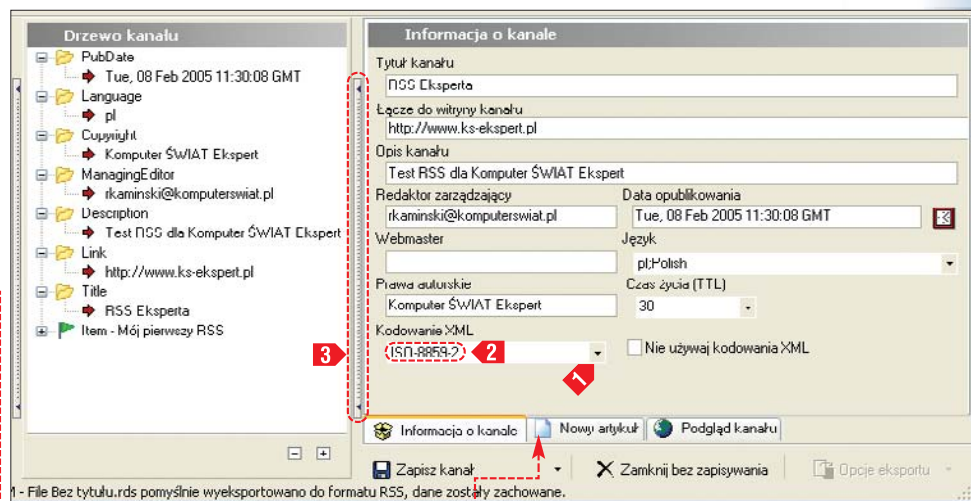 Drzewo kanału
PubDate
Tue, 08 Feb 2005 11:30:08 GMT
Language
pl
Copyright
Komputer ŚWIAT Ekspert
ManagingEditor
rkaminski@komputerswiat.pl
Description
Test RSS dla Komputer ŚWIAT Ekspert
Link
http://www.ks-ekspert.pl
Title
RSS Eksperta
Item - Mój pierwszy RSS
3
Informacja o kanale
Tytuł kanału
RSS Eksperta
Łącze do witryny kanału
http://www.ks-ekspert.pl
Opis kanału
Test RSS dla Komputer ŚWIAT Ekspert
Redaktor zarządzający
Data opublikowania
rkaminski@komputerswiat.pl
Tue, 08 Feb 2005 11:30:08 GMT
Webmaster
Język
pl;Polish
Prawa autorskie
Czas życia (TTL)
Komputer ŚWIAT Ekspert
30
Kodowanie XML
ISO-8859-2
2
Nie używaj kodowania XML
1
Informacja o kanale
Nowy artykuł
Podgląd kanału
Zapisz kanał
Zamknij bez zapisywania
Opcje eksportu
- File Bez tytułu.rds pomyślnie wyeksportowano do formatu RSS, dane zostały zachowane.